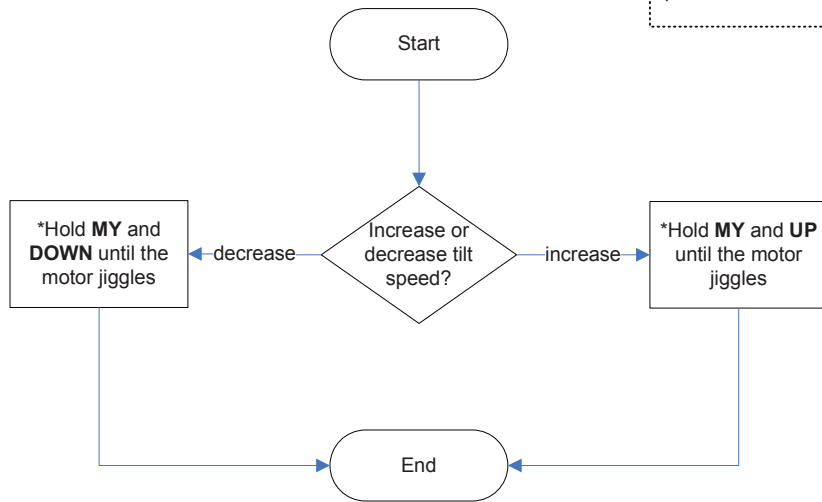 Start
Increase or
decrease tilt
speed?
decrease
increase
*Hold MY and
DOWN until the
motor jiggles
*Hold MY and UP
until the motor
jiggles
End